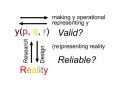 making y operational
representing y
y(p, q, r) Valid?
(re)presenting reality
Research
Design
Reliable?
Reality